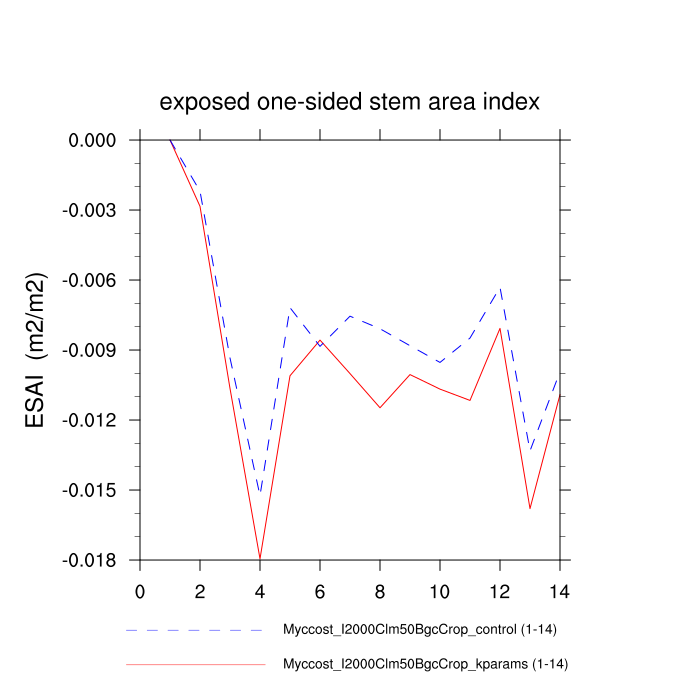 exposed one-sided stem area index
0.000
-0.003
-0.006
-0.009
-0.012
-0.015
-0.018
ESAI (m2/m2)
0 2 4 6 8 10 12 14
Myccost_I2000Clm50BgcCrop_control (1-14)
Myccost_I2000Clm50BgcCrop_kparams (1-14)